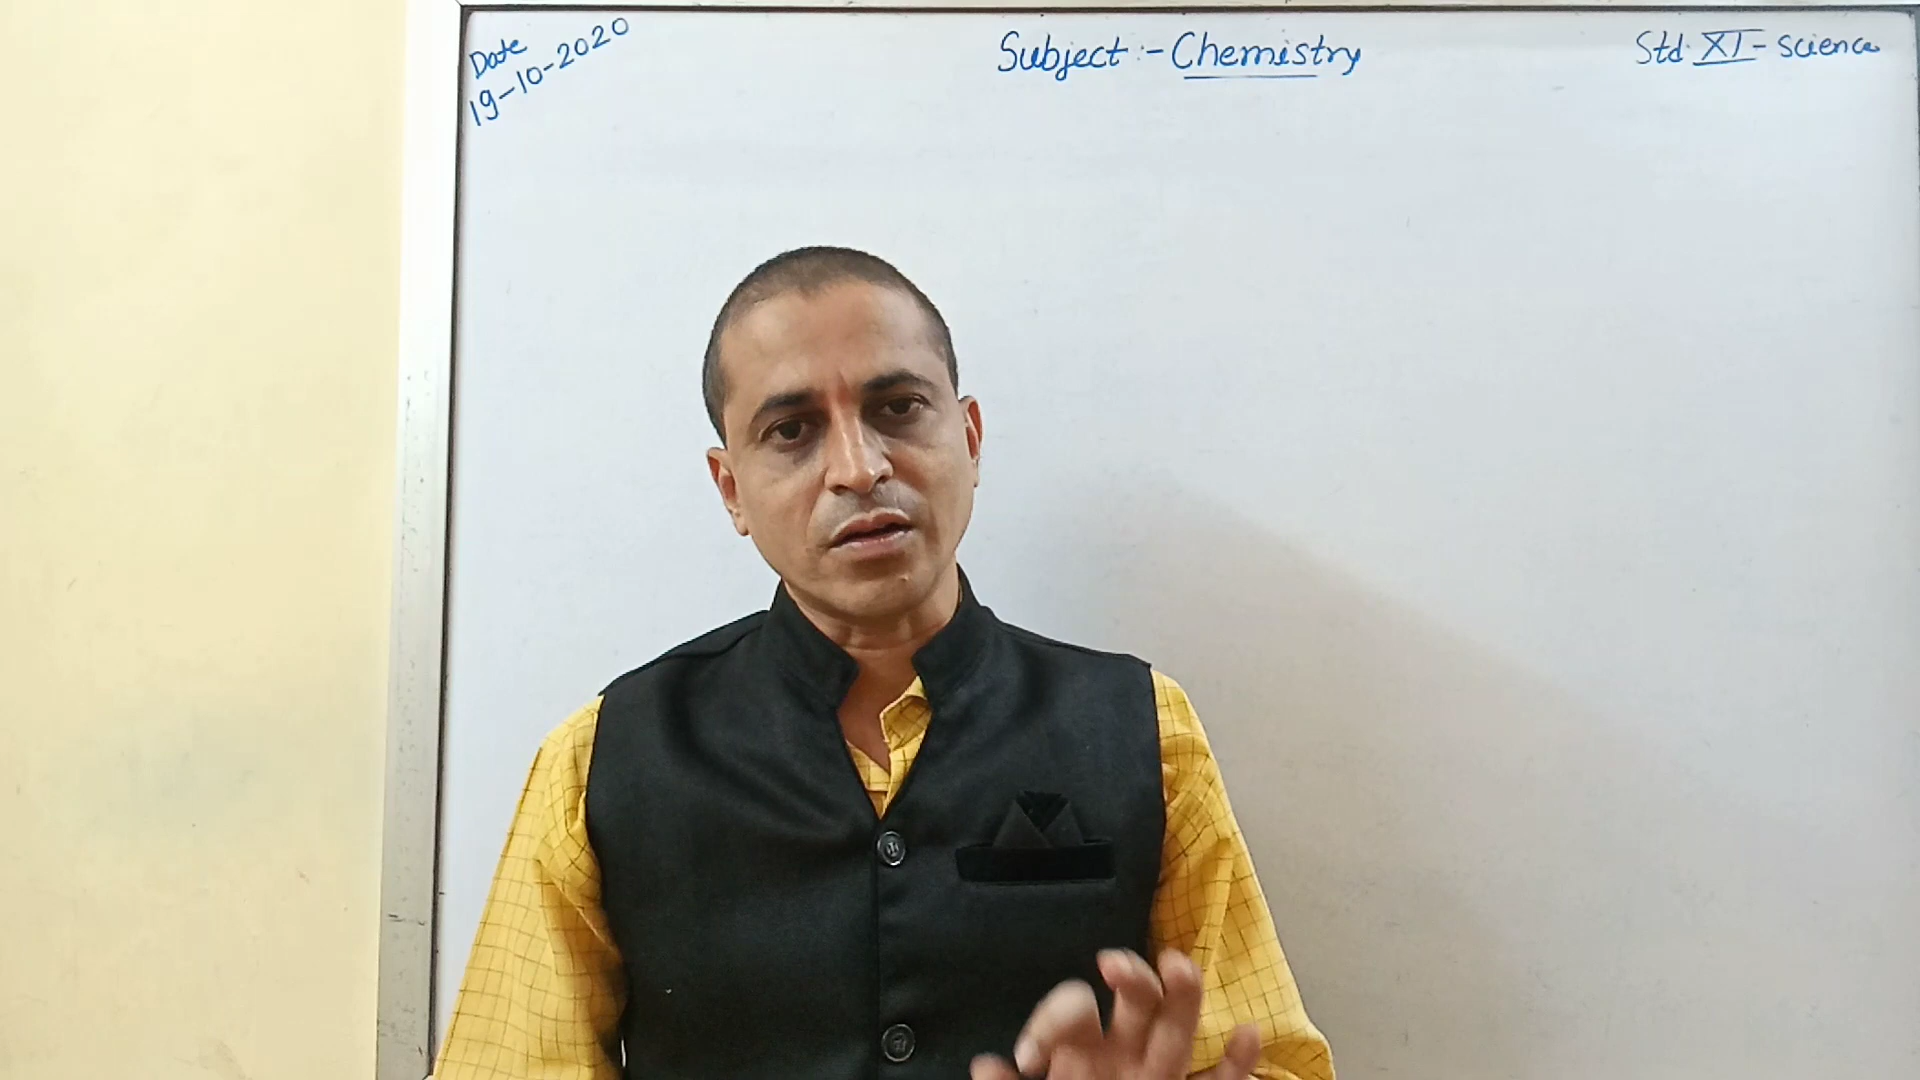 Date
19-10-2020
Subject :- Chemistry
Std. XI - Science